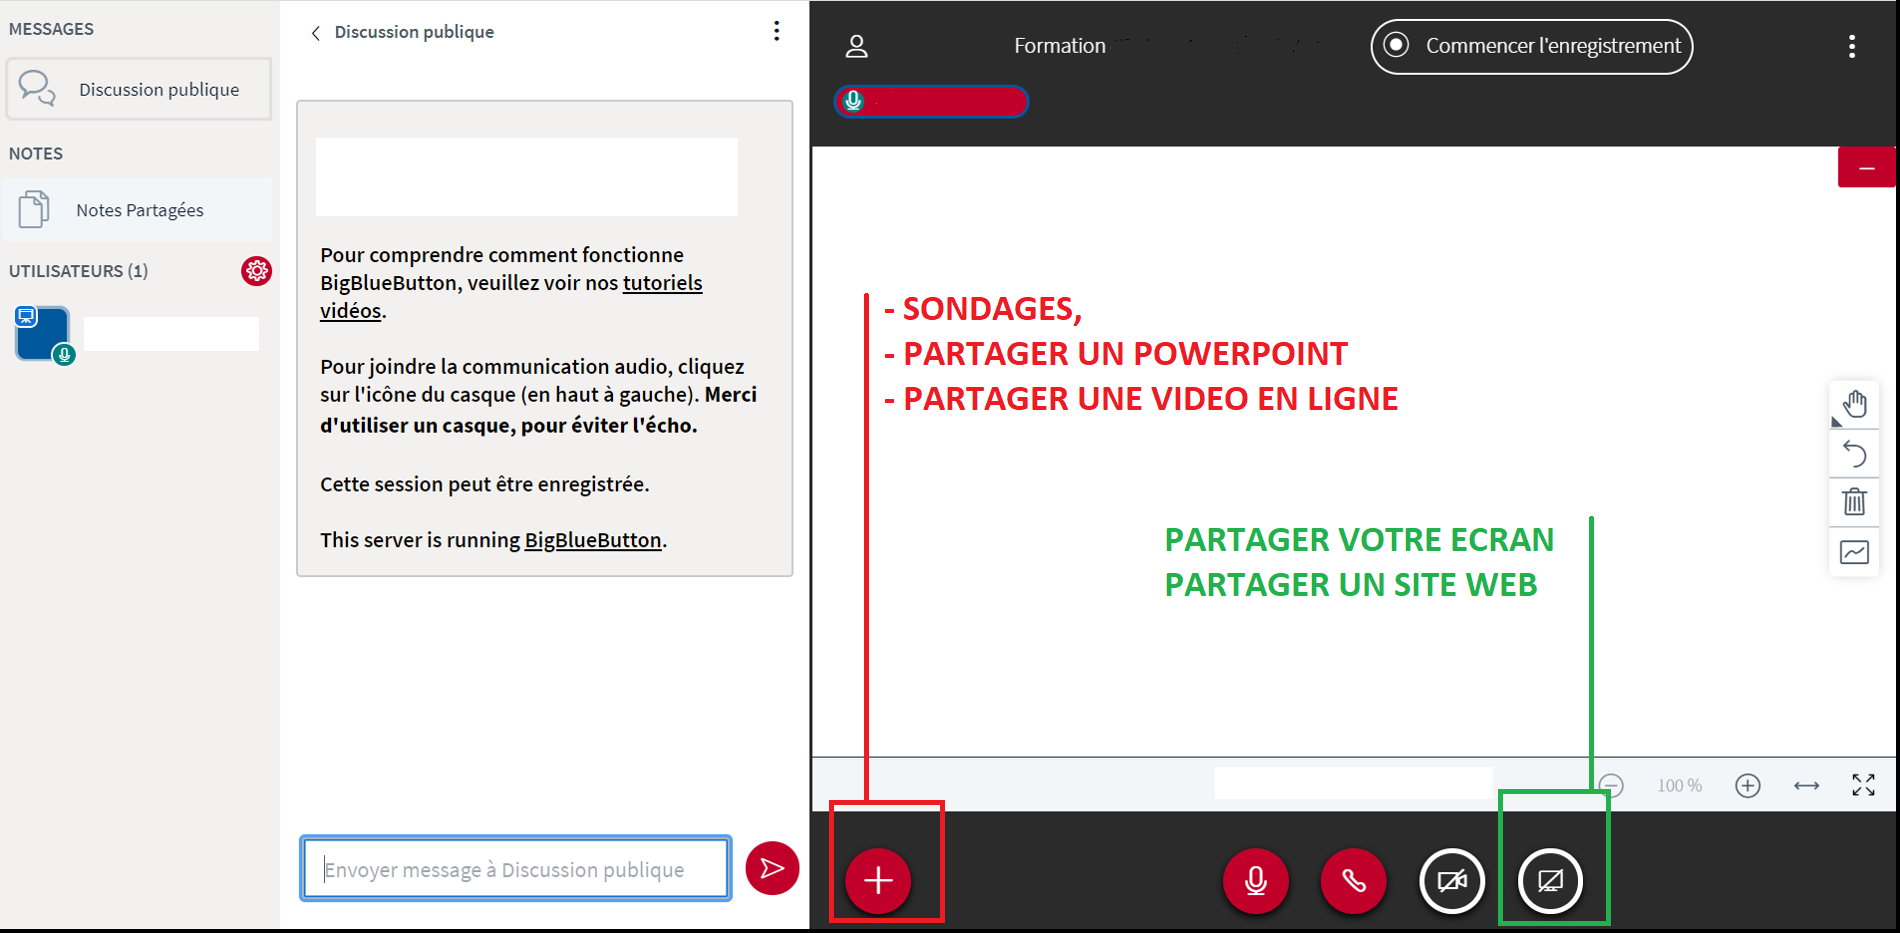 MESSAGES
Discussion publique
NOTES
Notes Partagées
UTILISATEURS (1)
Discussion publique
Pour comprendre comment fonctionne
BigBlueButton, veuillez voir nos tutoriels
vidéos.
Pour joindre la communication audio, cliquez
sur l'icône du casque (en haut à gauche). Merci
d'utiliser un casque, pour éviter l'écho.
Cette session peut être enregistrée.
This server is running BigBlueButton.
Envoyer message à Discussion publique
Formation
Commencer l'enregistrement
- SONDAGES,
- PARTAGER UN POWERPOINT
- PARTAGER UNE VIDEO EN LIGNE
PARTAGER VOTRE ECRAN
PARTAGER UN SITE WEB
100 %